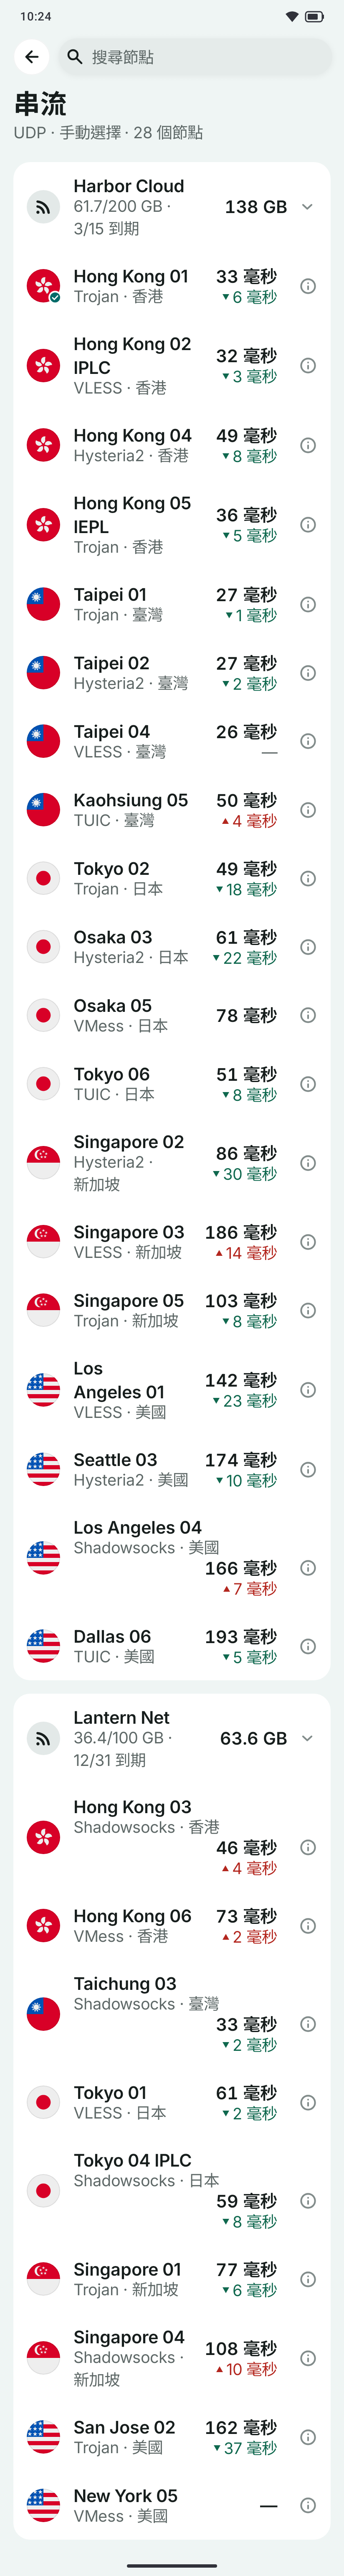 10:24
搜尋節點
串流
UDP · 手動選擇 · 28 個節點
Harbor Cloud
61.7/200 GB ·
3/15 到期
138 GB
Hong Kong 01
Trojan · 香港
33 毫秒
▼6 毫秒
Hong Kong 02
IPLC
VLESS · 香港
32 毫秒
▼3 毫秒
Hong Kong 04
Hysteria2 · 香港
49 毫秒
▼8 毫秒
Hong Kong 05
IEPL
Trojan · 香港
36 毫秒
▼5 毫秒
Taipei 01
Trojan · 臺灣
27 毫秒
▼1 毫秒
Taipei 02
Hysteria2 · 臺灣
27 毫秒
▼2 毫秒
Taipei 04
VLESS · 臺灣
26 毫秒
—
Kaohsiung 05
TUIC · 臺灣
50 毫秒
▲4 毫秒
Tokyo 02
Trojan · 日本
49 毫秒
▼18 毫秒
Osaka 03
Hysteria2 · 日本
61 毫秒
▼22 毫秒
Osaka 05
VMess · 日本
78 毫秒
Tokyo 06
TUIC · 日本
51 毫秒
▼8 毫秒
Singapore 02
Hysteria2 ·
新加坡
86 毫秒
▼30 毫秒
Singapore 03
VLESS · 新加坡
186 毫秒
▲14 毫秒
Singapore 05
Trojan · 新加坡
103 毫秒
▼8 毫秒
Los
Angeles 01
VLESS · 美國
142 毫秒
▼23 毫秒
Seattle 03
Hysteria2 · 美國
174 毫秒
▼10 毫秒
Los Angeles 04
Shadowsocks · 美國
166 毫秒
▲7 毫秒
Dallas 06
TUIC · 美國
193 毫秒
▼5 毫秒
Lantern Net
36.4/100 GB ·
12/31 到期
63.6 GB
Hong Kong 03
Shadowsocks · 香港
46 毫秒
▲4 毫秒
Hong Kong 06
VMess · 香港
73 毫秒
▲2 毫秒
Taichung 03
Shadowsocks · 臺灣
33 毫秒
▼2 毫秒
Tokyo 01
VLESS · 日本
61 毫秒
▼2 毫秒
Tokyo 04 IPLC
Shadowsocks · 日本
59 毫秒
▼8 毫秒
Singapore 01
Trojan · 新加坡
77 毫秒
▼6 毫秒
Singapore 04
Shadowsocks ·
新加坡
108 毫秒
▲10 毫秒
San Jose 02
Trojan · 美國
162 毫秒
▼37 毫秒
New York 05
VMess · 美國
—